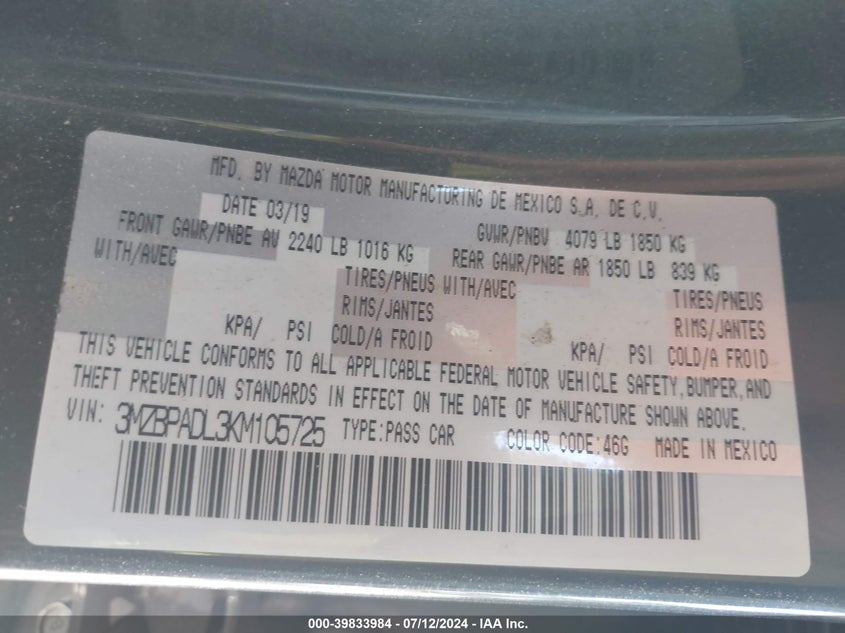 MFD. BY MAZDA MOTOR MANUFACTURING DE MEXICO S.A. DE C.V.
DATE 03/19 GVWR/PNBV 4079 LB 1850 KG
FRONT GAWR/PNBE AV 2240 LB 1016 KG REAR GAWR/PNBE AR 1850 LB 839 KG
WITH/AVEC TIRES/PNEUS WITH/AVEC TIRES/PNEUS
RIMS/JANTES RIMS/JANTES
KPA/ PSI COLD/A FROID KPA/ PSI COLD/A FROID
THIS VEHICLE CONFORMS TO ALL APPLICABLE FEDERAL MOTOR VEHICLE SAFETY, BUMPER, AND
THEFT PREVENTION STANDARDS IN EFFECT ON THE DATE OF MANUFACTURE SHOWN ABOVE.
VIN: 3MZBPADL3KM105725 TYPE:PASS CAR COLOR CODE:46G MADE IN MEXICO
000-39833984 - 07/12/2024 - IAA Inc.